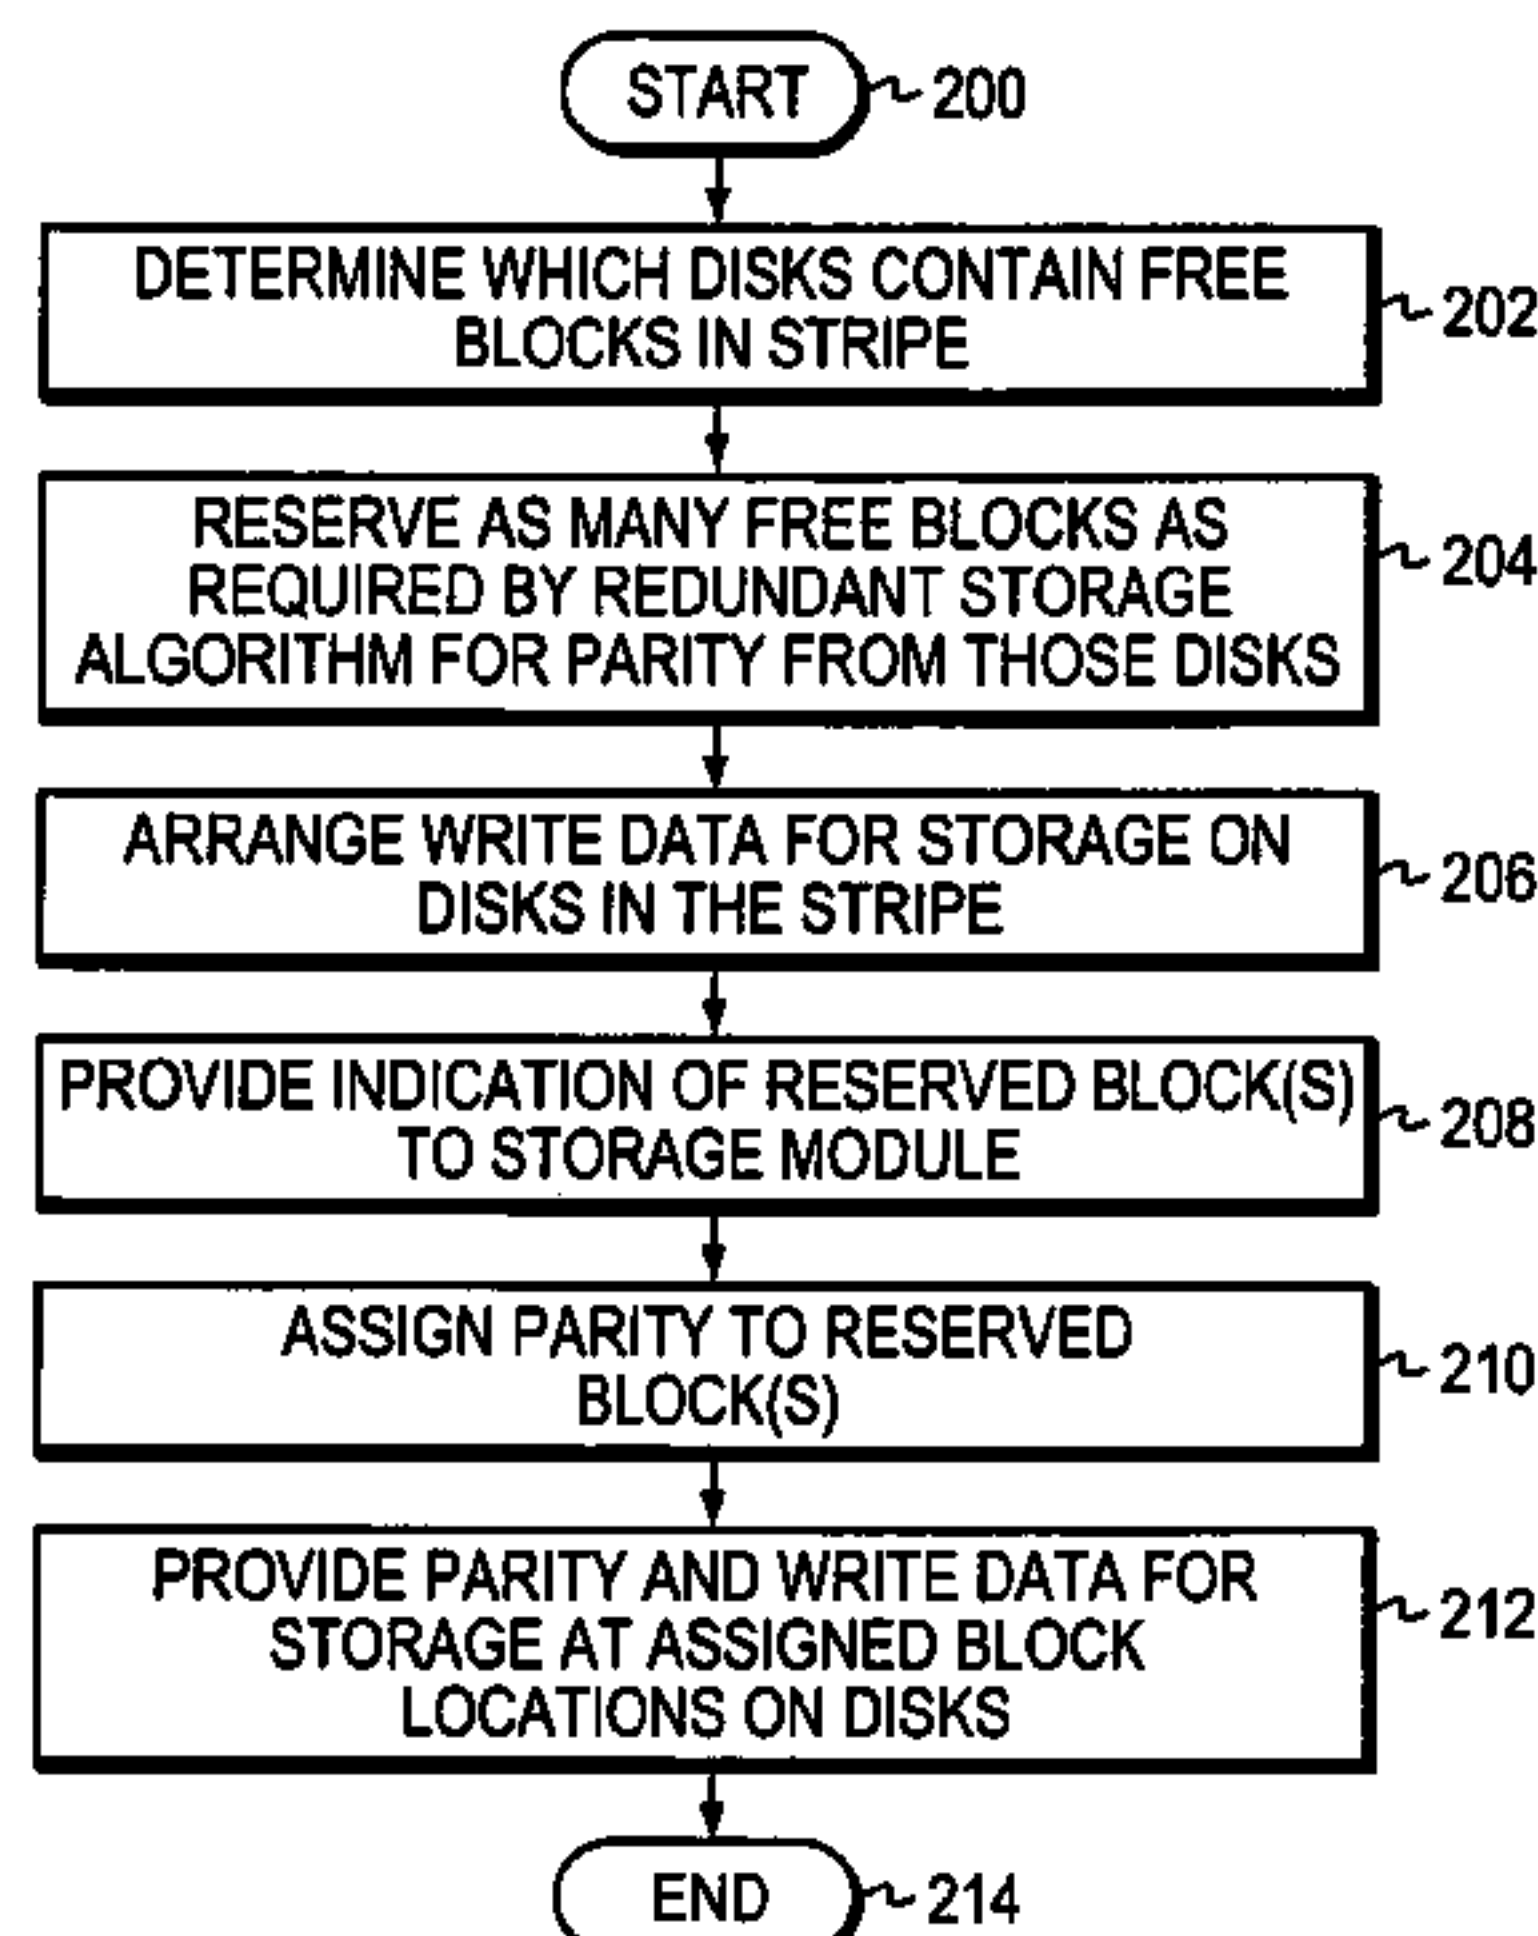 START 200
DETERMINE WHICH DISKS CONTAIN FREE
BLOCKS IN STRIPE
202
RESERVE AS MANY FREE BLOCKS AS
REQUIRED BY REDUNDANT STORAGE
ALGORITHM FOR PARITY FROM THOSE DISKS
204
ARRANGE WRITE DATA FOR STORAGE ON
DISKS IN THE STRIPE
206
PROVIDE INDICATION OF RESERVED BLOCK(S)
TO STORAGE MODULE
208
ASSIGN PARITY TO RESERVED
BLOCK(S)
210
PROVIDE PARITY AND WRITE DATA FOR
STORAGE AT ASSIGNED BLOCK
LOCATIONS ON DISKS
212
END 214